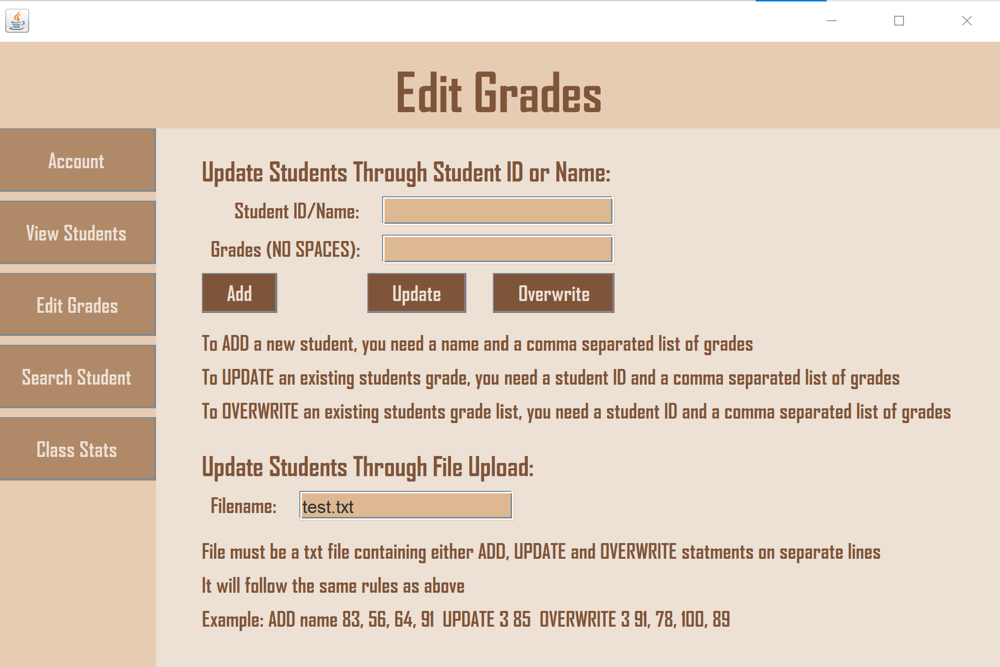 Edit Grades
Account
View Students
Edit Grades
Search Student
Class Stats
Update Students Through Student ID or Name:
Student ID/Name:
Grades (NO SPACES):
Add Update Overwrite
To ADD a new student, you need a name and a comma separated list of grades
To UPDATE an existing students grade, you need a student ID and a comma separated list of grades
To OVERWRITE an existing students grade list, you need a student ID and a comma separated list of grades
Update Students Through File Upload:
Filename: test.txt
File must be a txt file containing either ADD, UPDATE and OVERWRITE statments on separate lines
It will follow the same rules as above
Example: ADD name 83, 56, 64, 91  UPDATE 3 85  OVERWRITE 3 91, 78, 100, 89